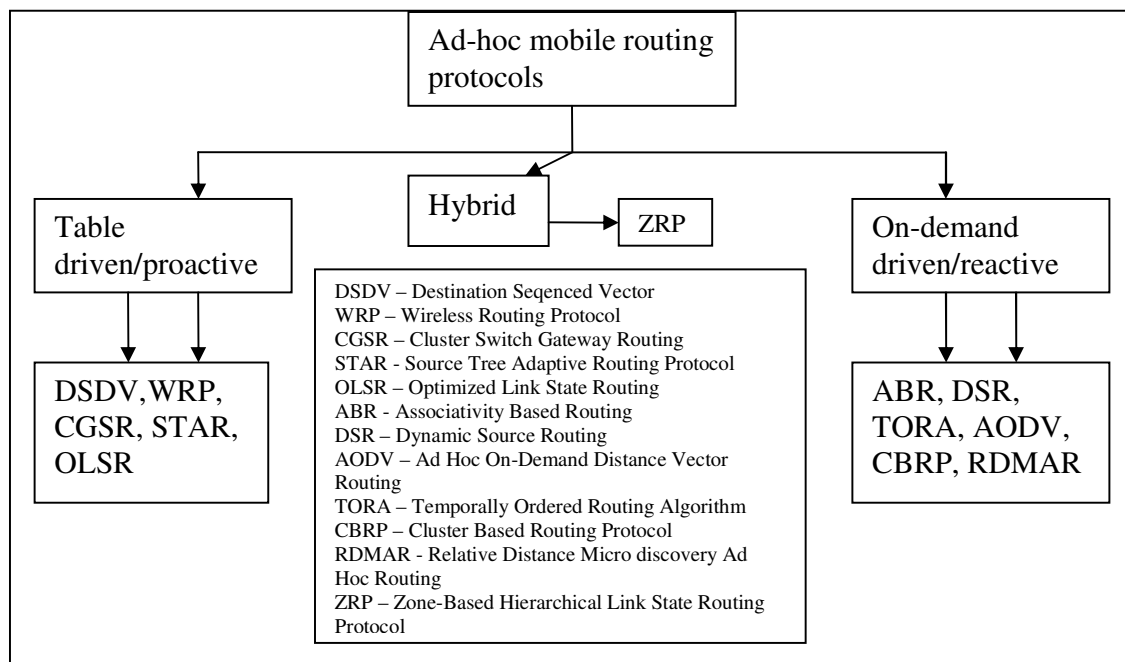 Ad-hoc mobile routing
protocols
Table
driven/proactive
Hybrid
ZRP
On-demand
driven/reactive
DSDV,WRP,
CGSR, STAR,
OLSR
DSDV – Destination Seqenced Vector
WRP – Wireless Routing Protocol
CGSR – Cluster Switch Gateway Routing
STAR - Source Tree Adaptive Routing Protocol
OLSR – Optimized Link State Routing
ABR - Associativity Based Routing
DSR – Dynamic Source Routing
AODV – Ad Hoc On-Demand Distance Vector
Routing
TORA – Temporally Ordered Routing Algorithm
CBRP – Cluster Based Routing Protocol
RDMAR - Relative Distance Micro discovery Ad
Hoc Routing
ZRP – Zone-Based Hierarchical Link State Routing
Protocol
ABR, DSR,
TORA, AODV,
CBRP, RDMAR